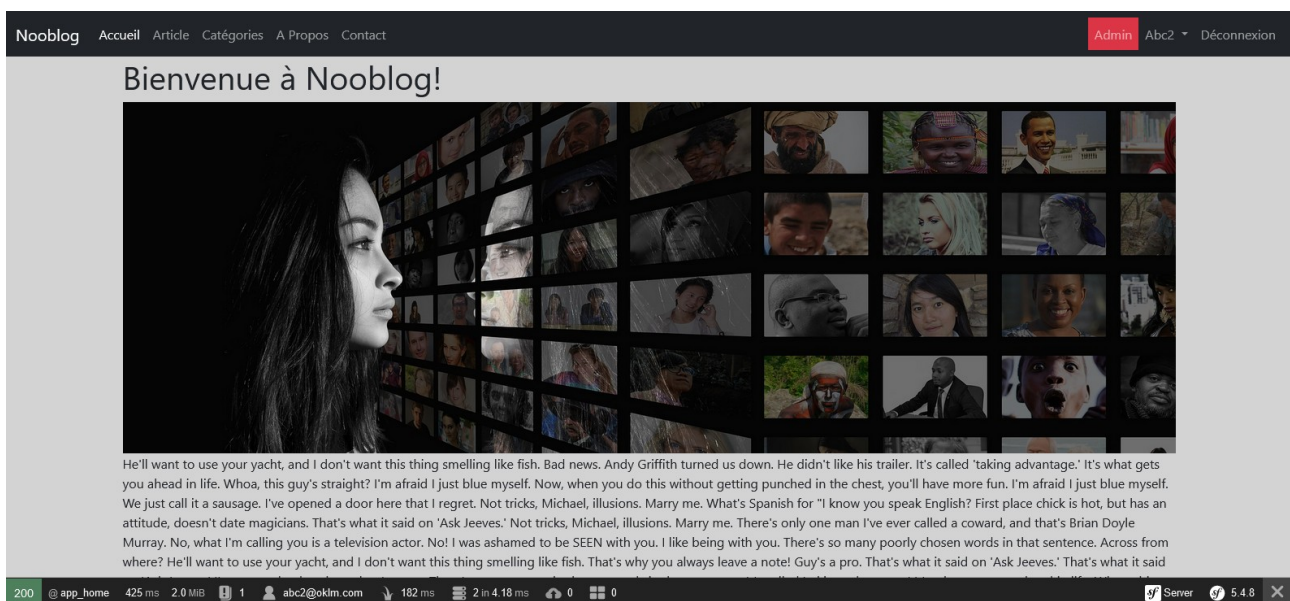 Nooblog Accueil Article Catégories A Propos Contact Admin Abc2 Déconnexion
Bienvenue à Nooblog!
He'll want to use your yacht, and I don't want this thing smelling like fish. Bad news. Andy Griffith turned us down. He didn't like his trailer. It's called 'taking advantage.' It's what gets
you ahead in life. Whoa, this guy's straight? I'm afraid I just blue myself. Now, when you do this without getting punched in the chest, you'll have more fun. I'm afraid I just blue myself.
We just call it a sausage. I've opened a door here that I regret. Not tricks, Michael, illusions. Marry me. What's Spanish for "I know you speak English? First place chick is hot, but has an
attitude, doesn't date magicians. That's what it said on 'Ask Jeeves.' Not tricks, Michael, illusions. Marry me. There's only one man I've ever called a coward, and that's Brian Doyle
Murray. No, what I'm calling you is a television actor. No! I was ashamed to be SEEN with you. I like being with you. There's so many poorly chosen words in that sentence. Across from
where? He'll want to use your yacht, and I don't want this thing smelling like fish. That's why you always leave a note! Guy's a pro. That's what it said on 'Ask Jeeves.' That's what it said
200 @ app_home 425 ms 2.0 MiB 1 abc2@oklm.com 182 ms 2 in 4.18 ms 0 0 sf Server sf 5.4.8